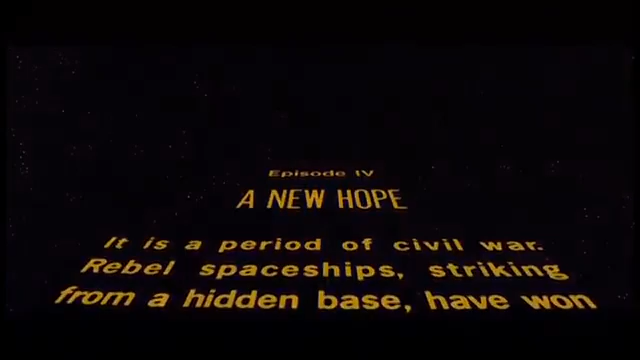 Episode IV
A NEW HOPE
It is a period of civil war.
Rebel spaceships, striking
from a hidden base, have won